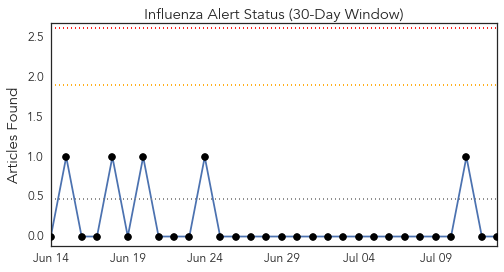 Influenza Alert Status (30-Day Window)
Articles Found
2.5
2.0
1.5
1.0
0.5
0.0
Jun 14
Jun 19
Jun 24
Jun 29
Jul 04
Jul 09